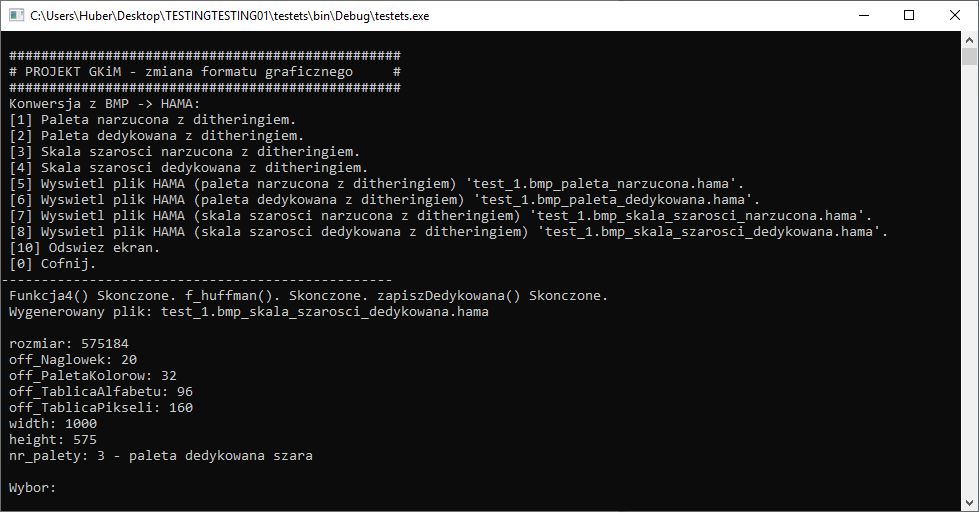 C:\Users\Huber\Desktop\TESTINGTESTING01\testets\bin\Debug\testets.exe
#################################################
# PROJEKT GKiM - zmiana formatu graficznego     #
#################################################
Konwersja z BMP -> HAMA:
[1] Paleta narzucona z ditheringiem.
[2] Paleta dedykowana z ditheringiem.
[3] Skala szarosci narzucona z ditheringiem.
[4] Skala szarosci dedykowana z ditheringiem.
[5] Wyswietl plik HAMA (paleta narzucona z ditheringiem) 'test_1.bmp_paleta_narzucona.hama'.
[6] Wyswietl plik HAMA (paleta dedykowana z ditheringiem) 'test_1.bmp_paleta_dedykowana.hama'.
[7] Wyswietl plik HAMA (skala szarosci narzucona z ditheringiem) 'test_1.bmp_skala_szarosci_narzucona.hama'.
[8] Wyswietl plik HAMA (skala szarosci dedykowana z ditheringiem) 'test_1.bmp_skala_szarosci_dedykowana.hama'.
[10] Odswiez ekran.
[0] Cofnij.
-------------------------------------------------
Funkcja4() Skonczone. f_huffman(). Skonczone. zapiszDedykowana() Skonczone.
Wygenerowany plik: test_1.bmp_skala_szarosci_dedykowana.hama
rozmiar: 575184
off_Naglowek: 20
off_PaletaKolorow: 32
off_TablicaAlfabetu: 96
off_TablicaPikseli: 160
width: 1000
height: 575
nr_palety: 3 - paleta dedykowana szara
Wybor: